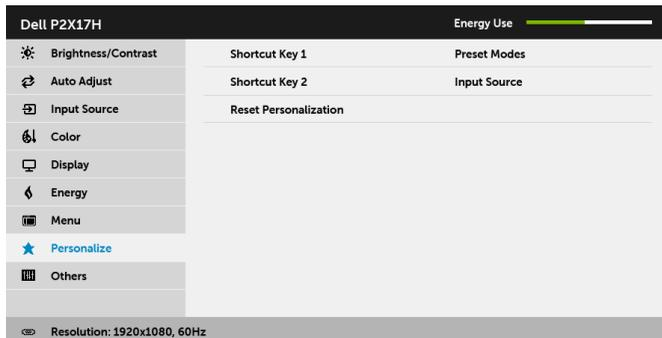 Dell P2X17H Energy Use
Brightness/Contrast Shortcut Key 1 Preset Modes
Auto Adjust Shortcut Key 2 Input Source
Input Source Reset Personalization
Color
Display
Energy
Menu
Personalize
Others
Resolution: 1920x1080, 60Hz